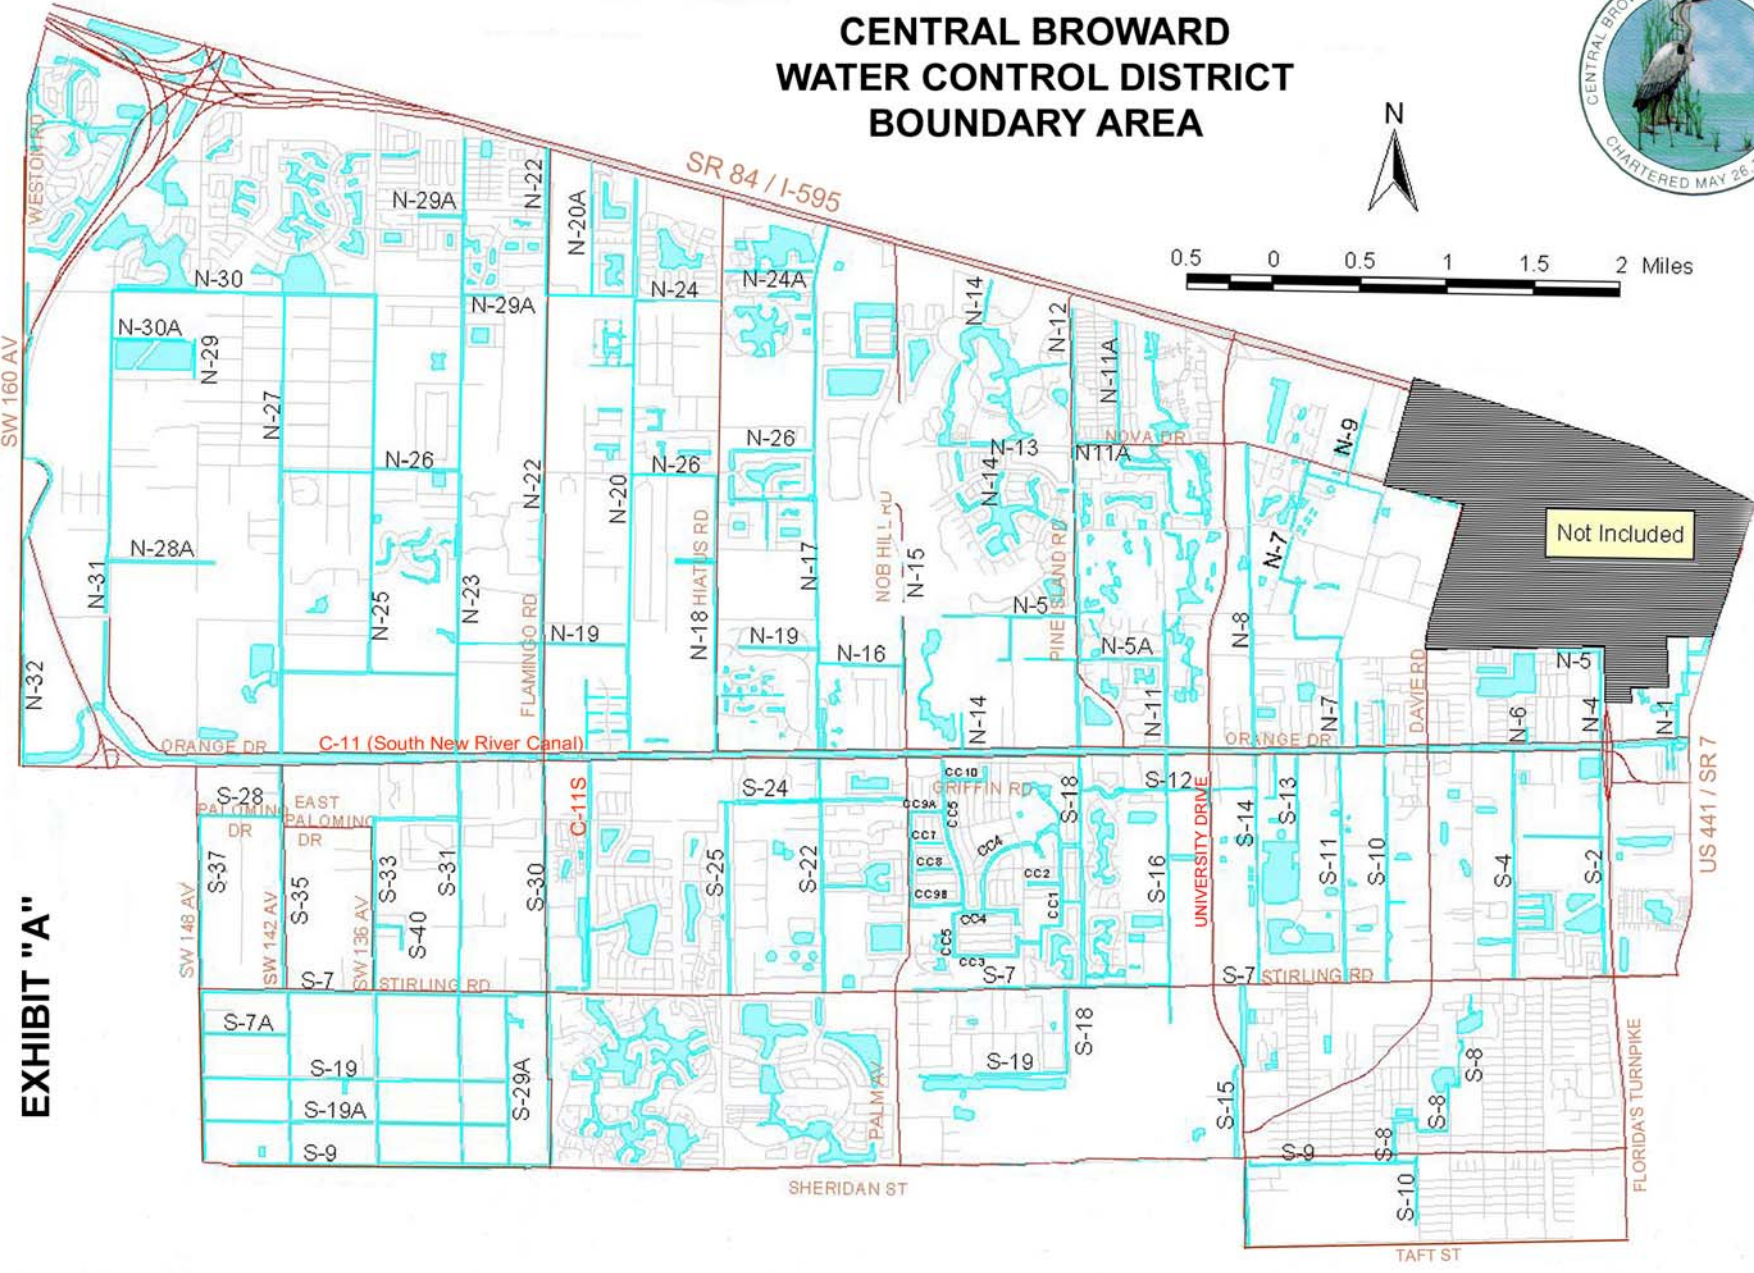 CENTRAL BROWARD
WATER CONTROL DISTRICT
BOUNDARY AREA
CENTRAL
CHARTERED MAY 26
N
0.5 0 0.5 1 1.5 2 Miles
SR 84 / I-595
WESTON RD
N-29A
N-22
N-20A
N-30
N-29A
N-24
N-24A
N-14
N-12
N-30A
N-29
N-11A
SW 160 AV
N-27
N-26
N-22
N-26
N-26
N-20
N-13
N-14
NOVA DR
N11A
N-9
Not Included
N-28A
N-31
N-25
N-23
FLAMINGO RD
N-19
HIATUS RD
N-18
N-19
N-17
N-16
NOB HILL RD
N-15
N-5
PINE ISLAND RD
N-5A
N-8
N-7
N-32
N-14
N-11
N-7
DAVIE RD
N-5
N-6
N-4
N-1
ORANGE DR
C-11 (South New River Canal)
ORANGE DR
US 441 / SR 7
S-28
PALOMINO
DR
EAST
PALOMINO
DR
C-11S
S-24
CC10
GRIFFIN RD
CC9A
CC5
S-18
S-12
UNIVERSITY DRIVE
S-14
S-13
CC7
CC4
CC8
CC2
CC9B
CC1
CC4
CC5
CC3
S-37
S-35
S-33
S-31
S-30
S-25
S-22
S-16
S-11
S-10
S-4
S-2
S-40
SW 148 AV
SW 142 AV
SW 136 AV
S-7
STIRLING RD
S-7
S-7
STIRLING RD
S-7A
S-19
S-19A
S-9
S-29A
PALM AV
S-19
S-18
S-15
S-8
S-8
S-8
S-9
S-10
FLORIDA'S TURNPIKE
SHERIDAN ST
TAFT ST
EXHIBIT "A"